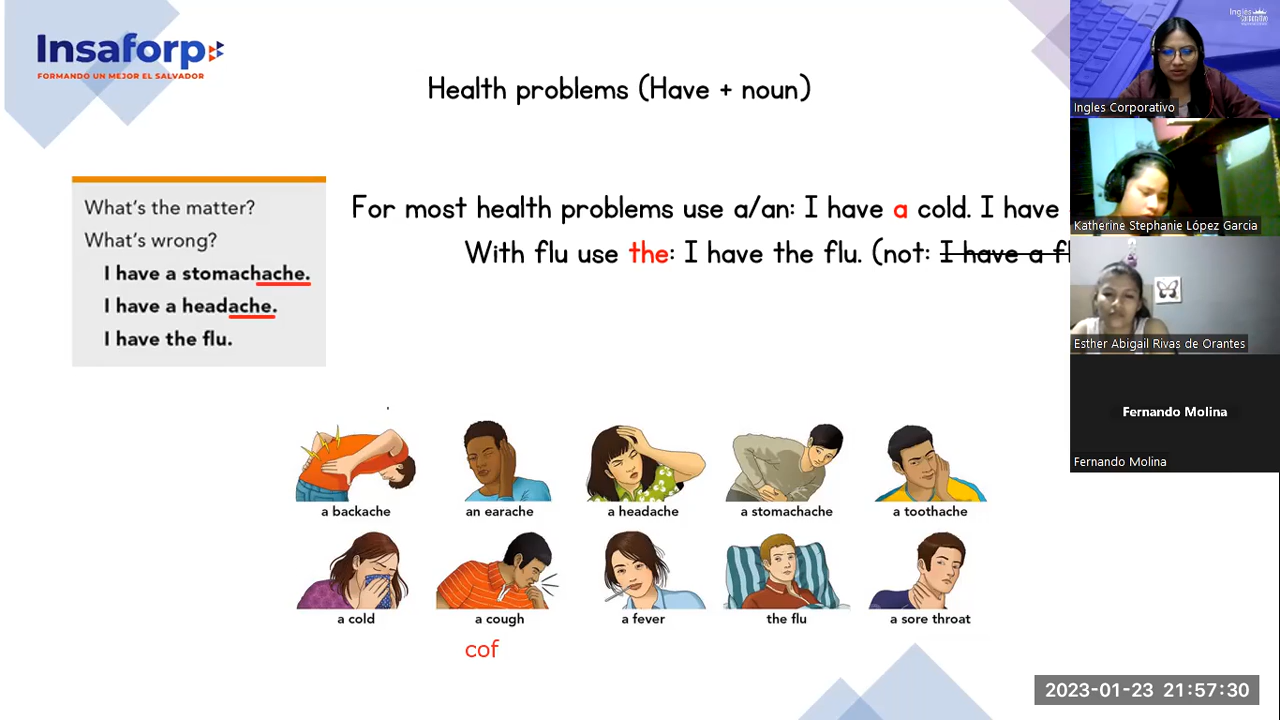 Insaforp
FORMANDO UN MEJOR EL SALVADOR
Health problems (Have + noun)
What's the matter?
What's wrong?
I have a stomachache.
I have a headache.
I have the flu.
For most health problems use a/an: I have a cold. I have
With flu use the: I have the flu. (not: I have a fl
a backache
an earache
a headache
a stomachache
a toothache
a cold
a cough
a fever
the flu
a sore throat
cof
Inglés
Corporativo
Ingles Corporativo
Katherine Stephanie López Garcia
Esther Abigail Rivas de Orantes
Fernando Molina
Fernando Molina
2023-01-23 21:57:30